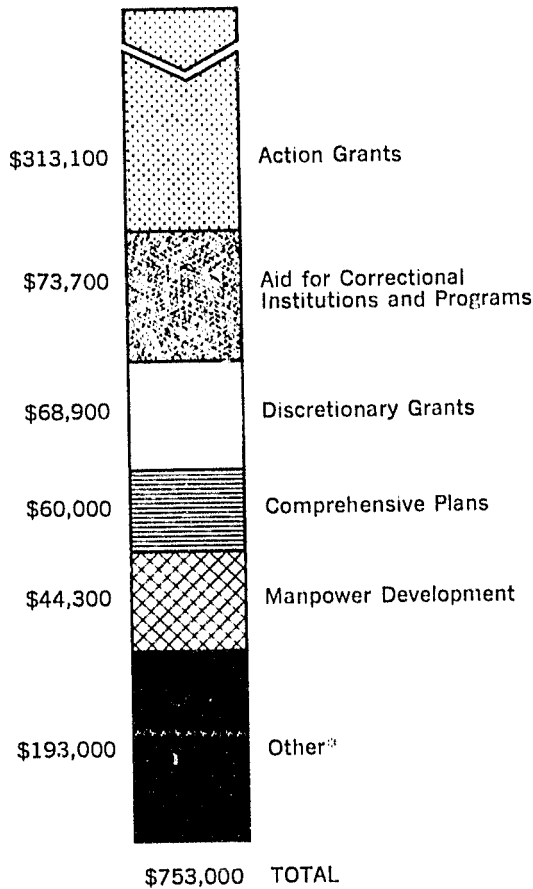 $313,100 Action Grants
$73,700 Aid for Correctional
Institutions and Programs
$68,900 Discretionary Grants
$60,000 Comprehensive Plans
$44,300 Manpower Development
$193,000 Other*
$753,000 TOTAL